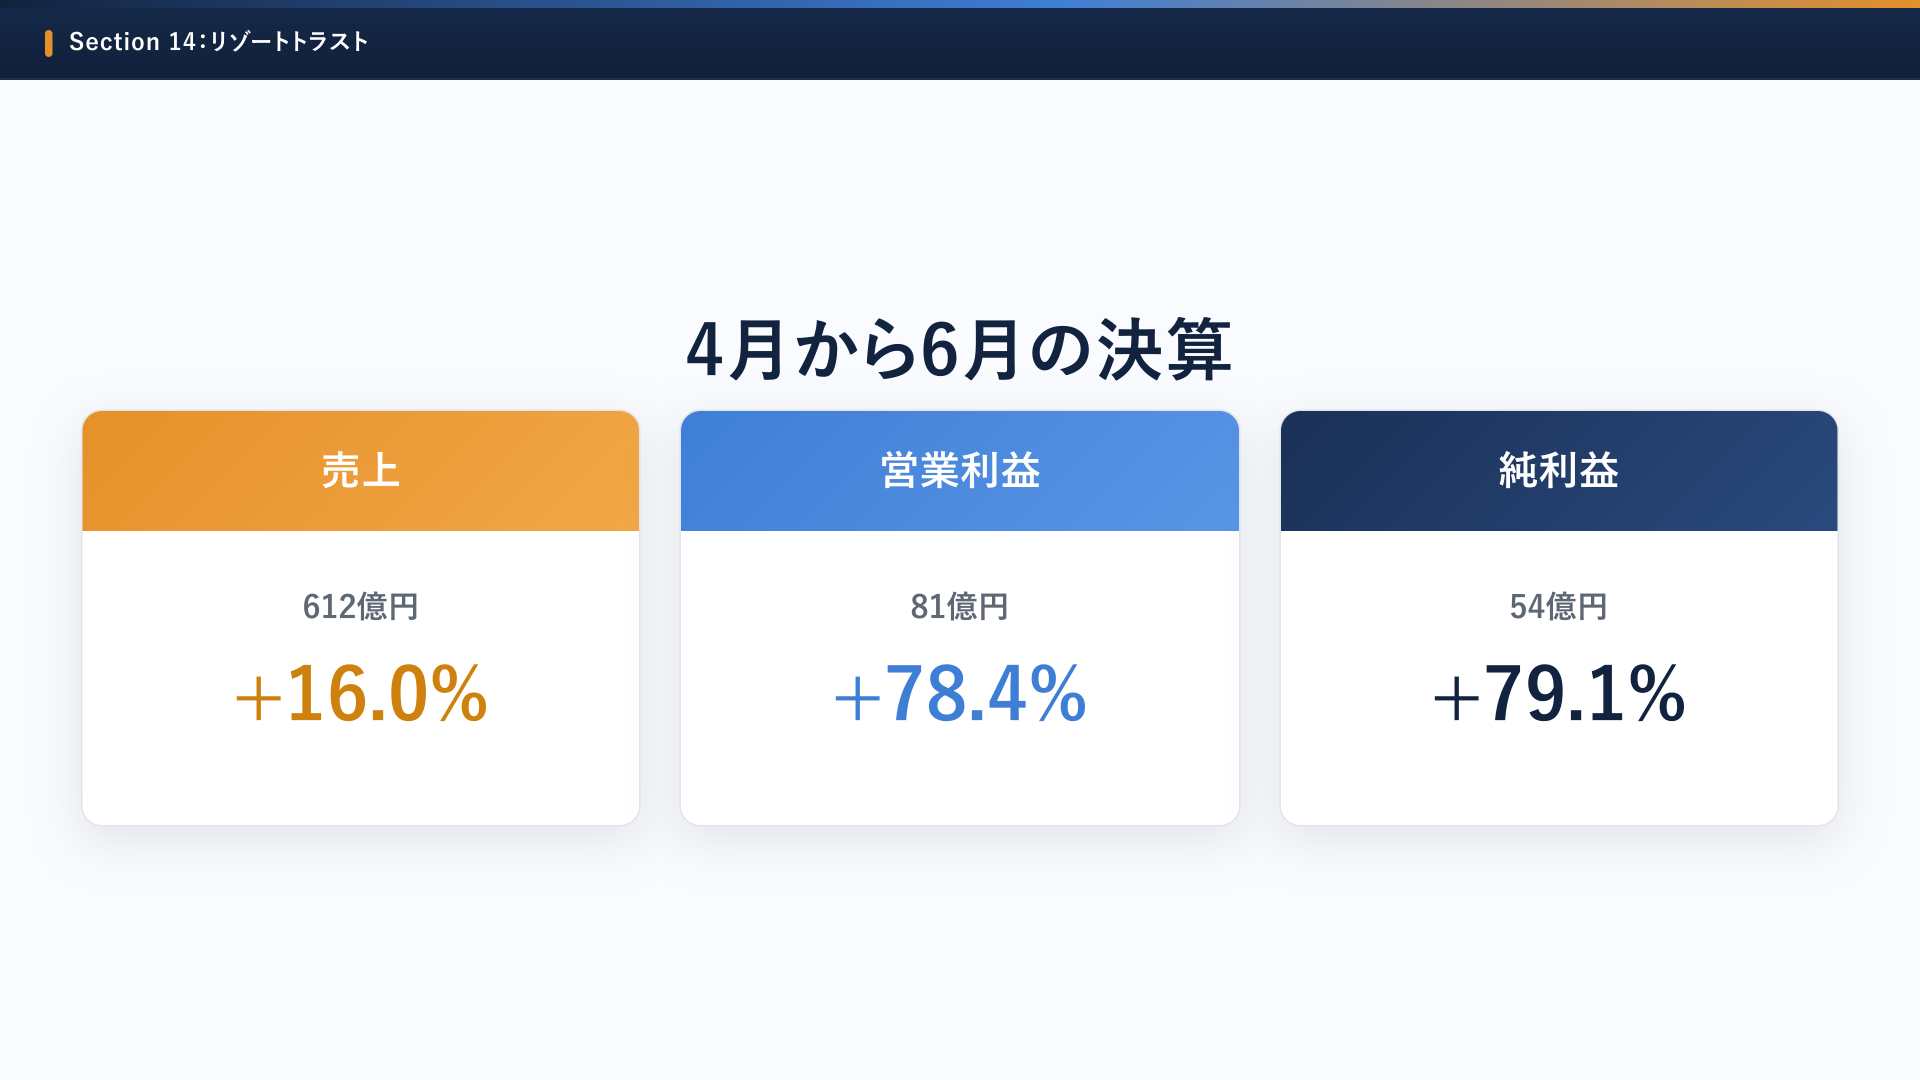 Section 14：リゾートトラスト
4月から6月の決算
売上
612億円
+16.0%
営業利益
81億円
+78.4%
純利益
54億円
+79.1%